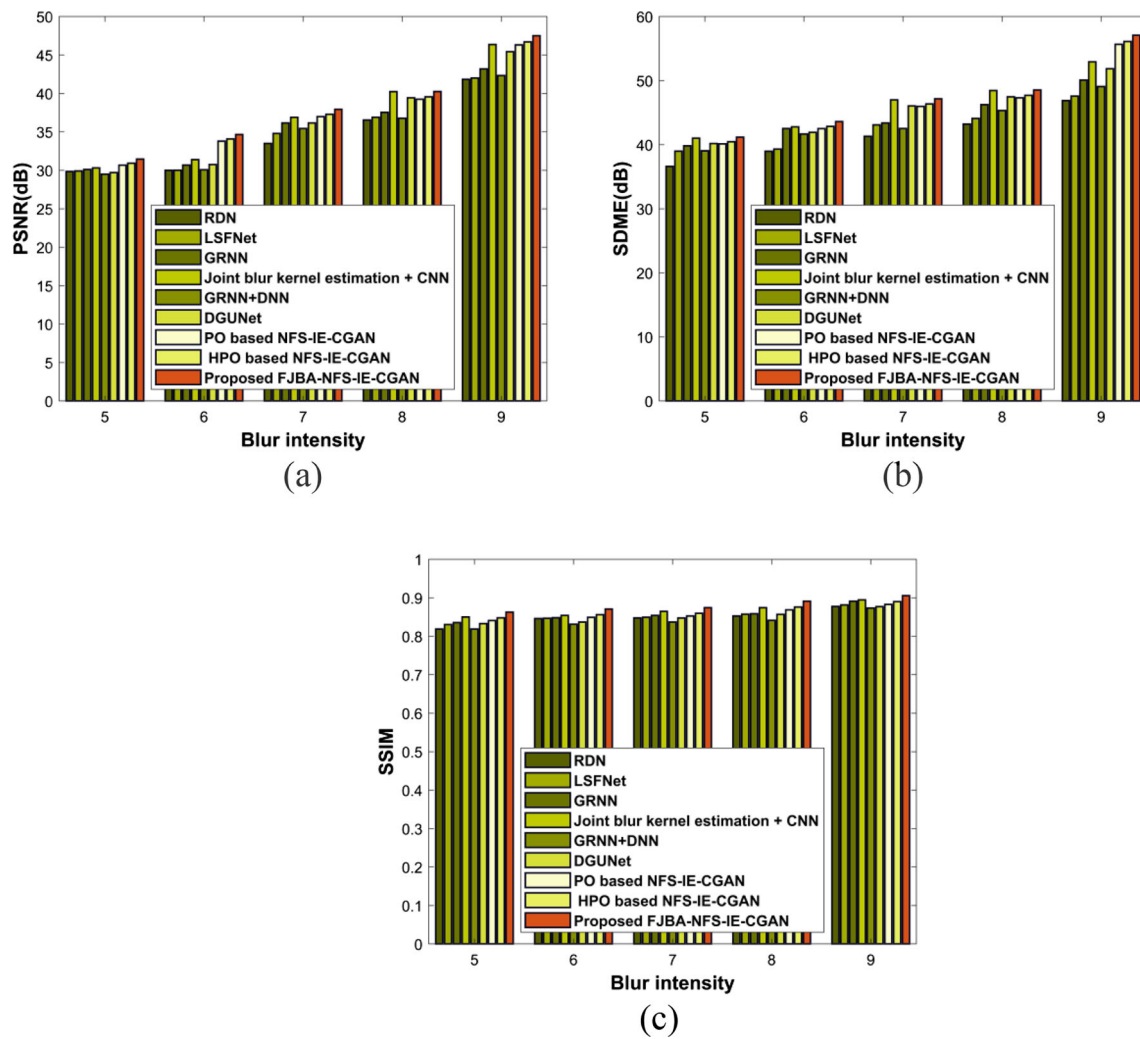 50
45
40
35
30
25
20
15
10
5
0
PSNR(dB)
RDN
LSFNet
GRNN
Joint blur kernel estimation + CNN
GRNN+DNN
DGUNet
PO based NFS-IE-CGAN
HPO based NFS-IE-CGAN
Proposed FJBA-NFS-IE-CGAN
5 6 7 8 9
Blur intensity
(a)
60
50
40
30
20
10
0
SDME(dB)
RDN
LSFNet
GRNN
Joint blur kernel estimation + CNN
GRNN+DNN
DGUNet
PO based NFS-IE-CGAN
HPO based NFS-IE-CGAN
Proposed FJBA-NFS-IE-CGAN
5 6 7 8 9
Blur intensity
(b)
1
0.9
0.8
0.7
0.6
0.5
0.4
0.3
0.2
0.1
0
SSIM
RDN
LSFNet
GRNN
Joint blur kernel estimation + CNN
GRNN+DNN
DGUNet
PO based NFS-IE-CGAN
HPO based NFS-IE-CGAN
Proposed FJBA-NFS-IE-CGAN
5 6 7 8 9
Blur intensity
(c)